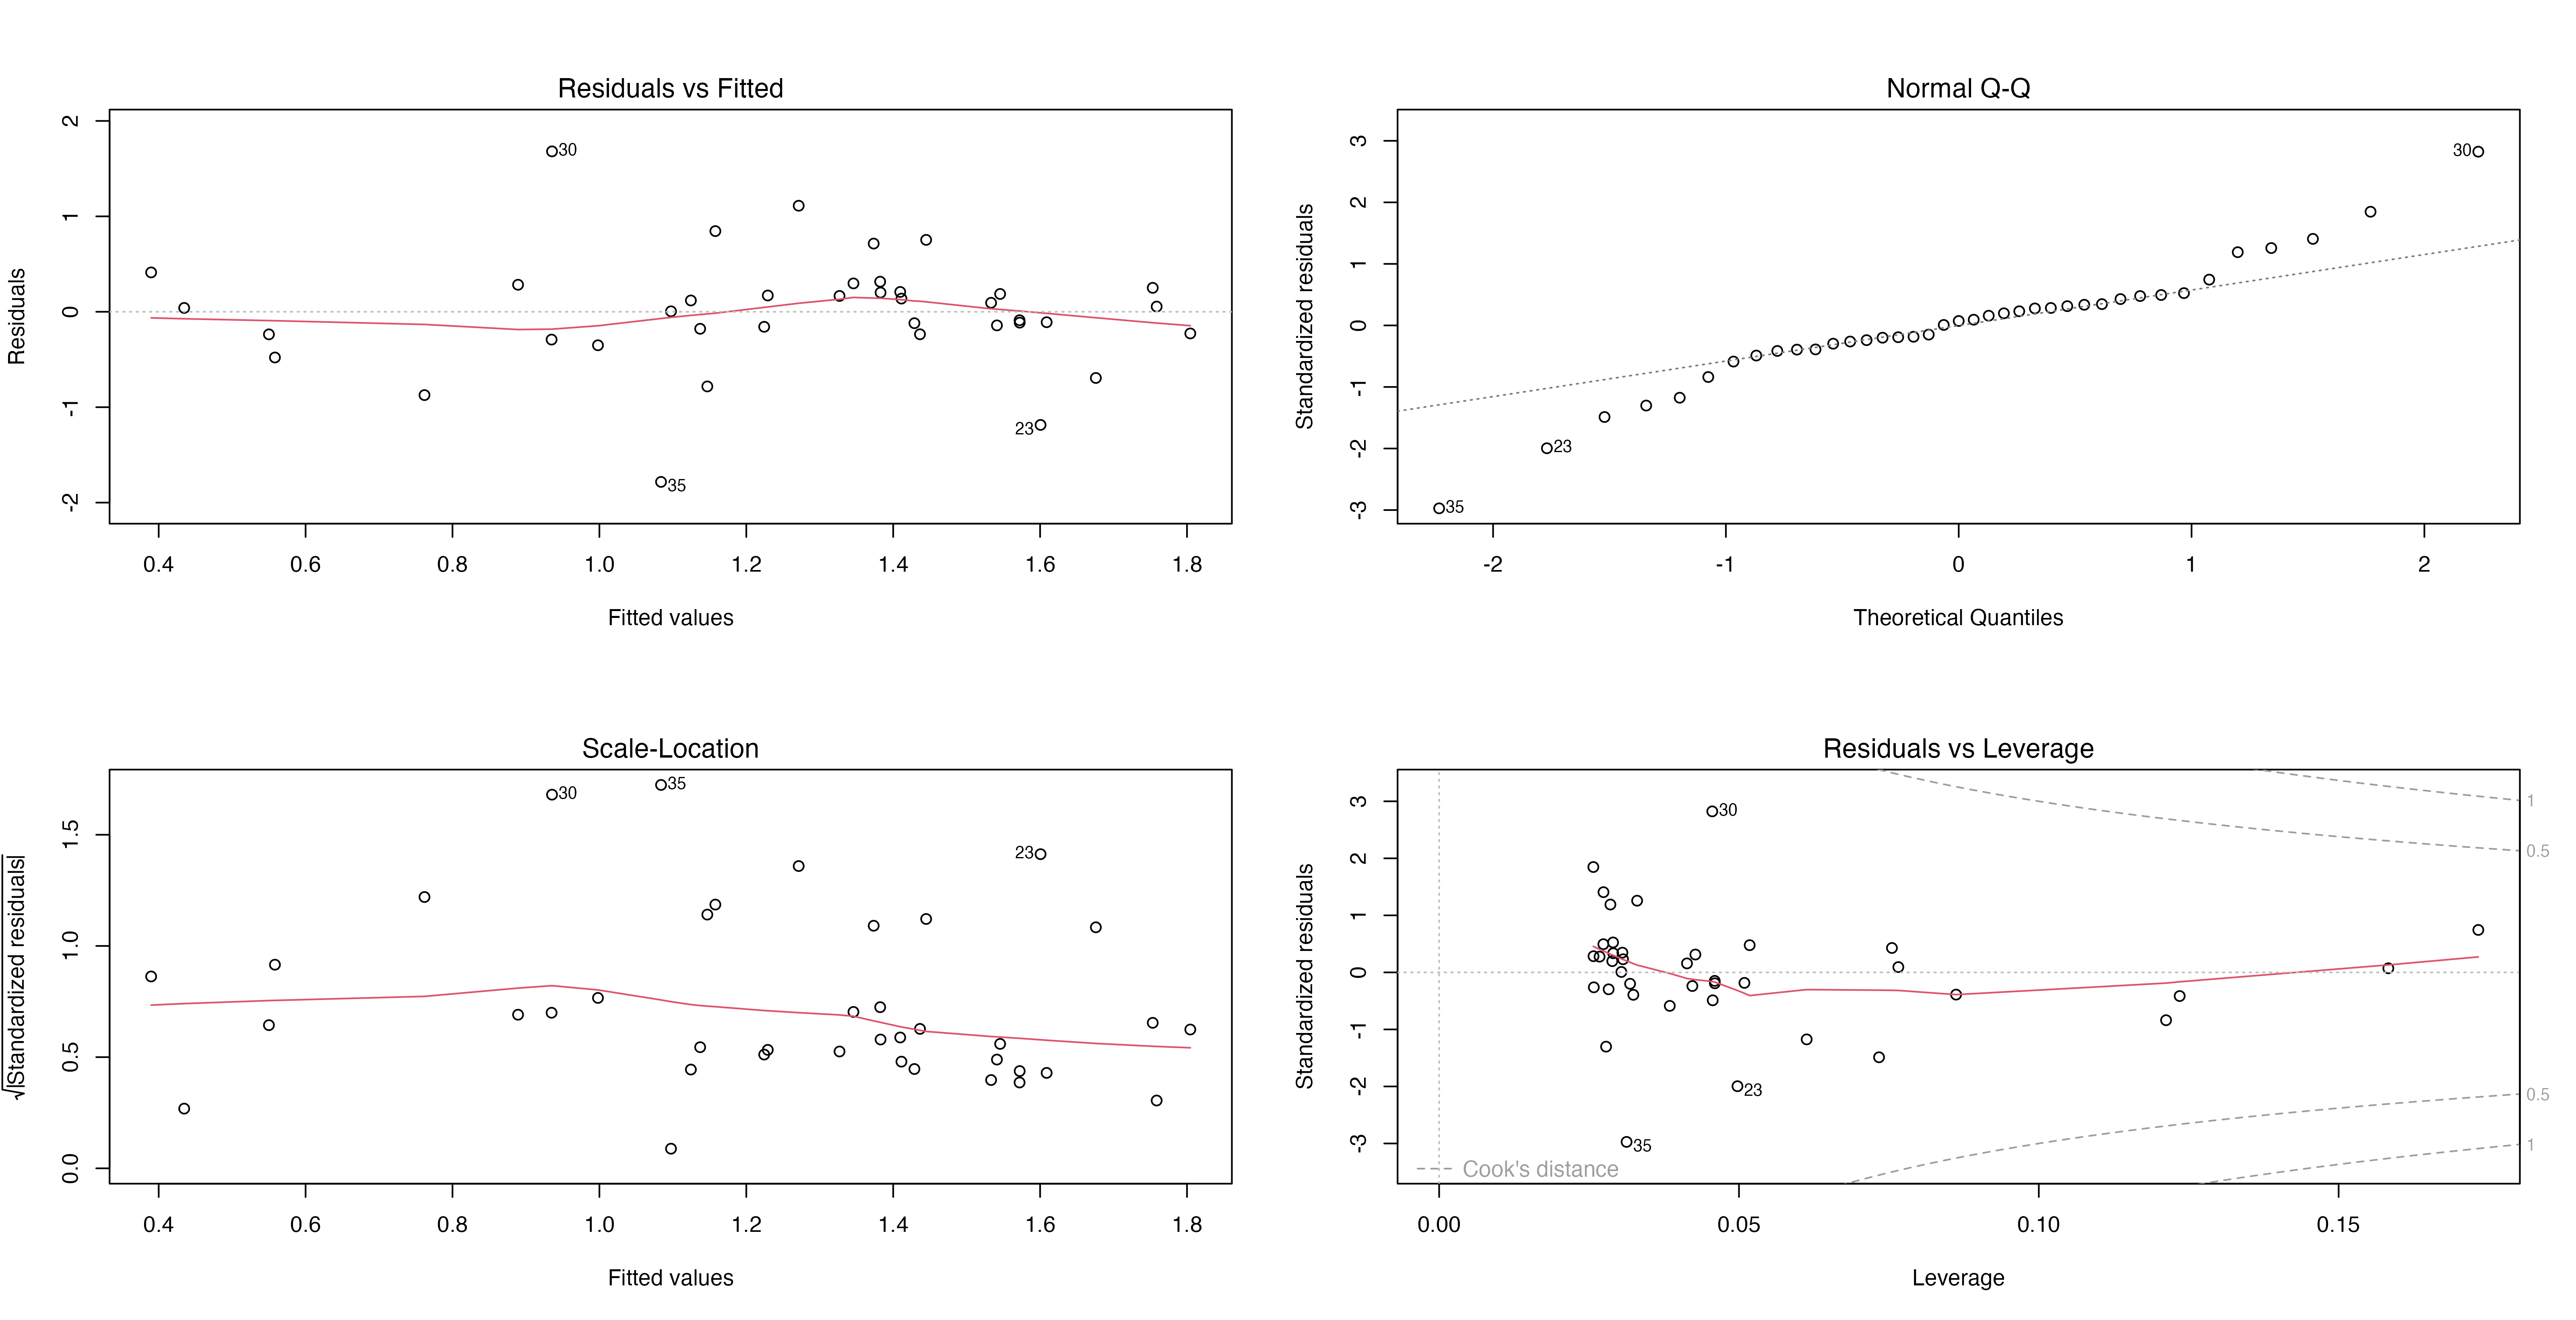 Residuals vs Fitted
Residuals
2
1
0
-1
-2
30
23
35
0.4 0.6 0.8 1.0 1.2 1.4 1.6 1.8
Fitted values
Normal Q-Q
Standardized residuals
3
2
1
0
-1
-2
-3
30
23
35
-2 -1 0 1 2
Theoretical Quantiles
Scale-Location
√|Standardized residuals|
1.5
1.0
0.5
0.0
30
35
23
0.4 0.6 0.8 1.0 1.2 1.4 1.6 1.8
Fitted values
Residuals vs Leverage
Standardized residuals
3
2
1
0
-1
-2
-3
30
23
35
1
0.5
0.5
1
Cook's distance
0.00 0.05 0.10 0.15
Leverage